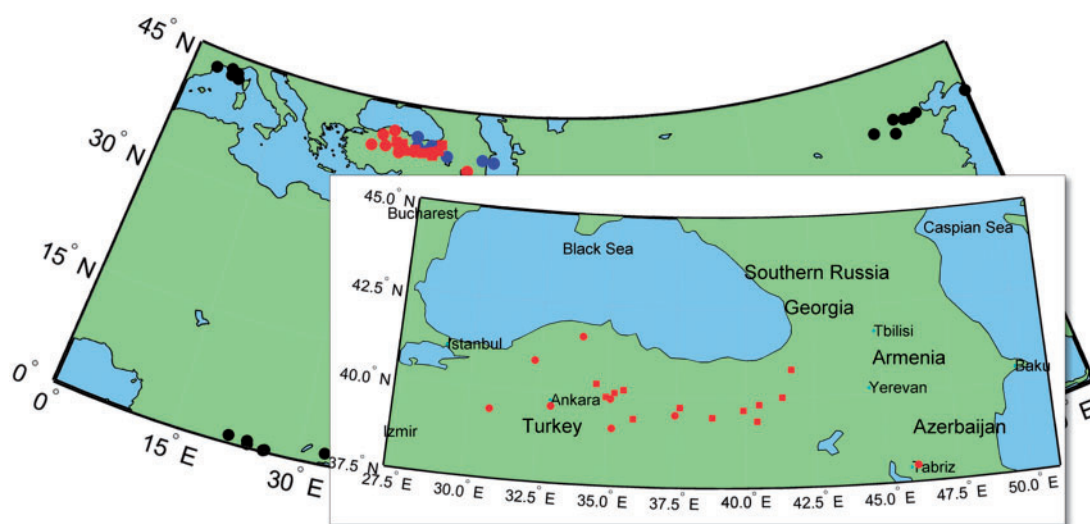 45° N
30° N
15° N
0°
0°
15° E
30° E
E
45.0° N
42.5° N
40.0° N
37.5° N
27.5° E
30.0° E
32.5° E
35.0° E
37.5° E
40.0° E
42.5° E
45.0° E
47.5° E
50.0° E
Bucharest
Black Sea
Caspian Sea
Southern Russia
Georgia
Istanbul
Tbilisi
Armenia
Baku
Ankara
Yerevan
Turkey
Azerbaijan
Izmir
Tabriz